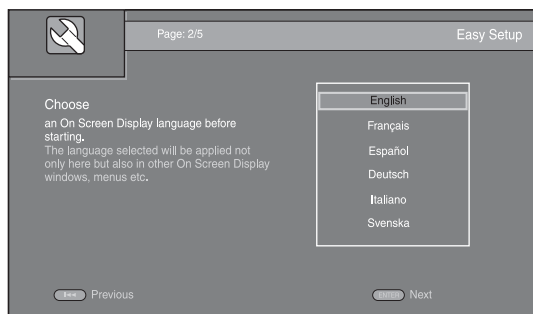 Page: 2/5
Easy Setup
Choose
an On Screen Display language before
starting.
The language selected will be applied not
only here but also in other On Screen Display
windows, menus etc.
English
Français
Español
Deutsch
Italiano
Svenska
Previous
ENTER Next